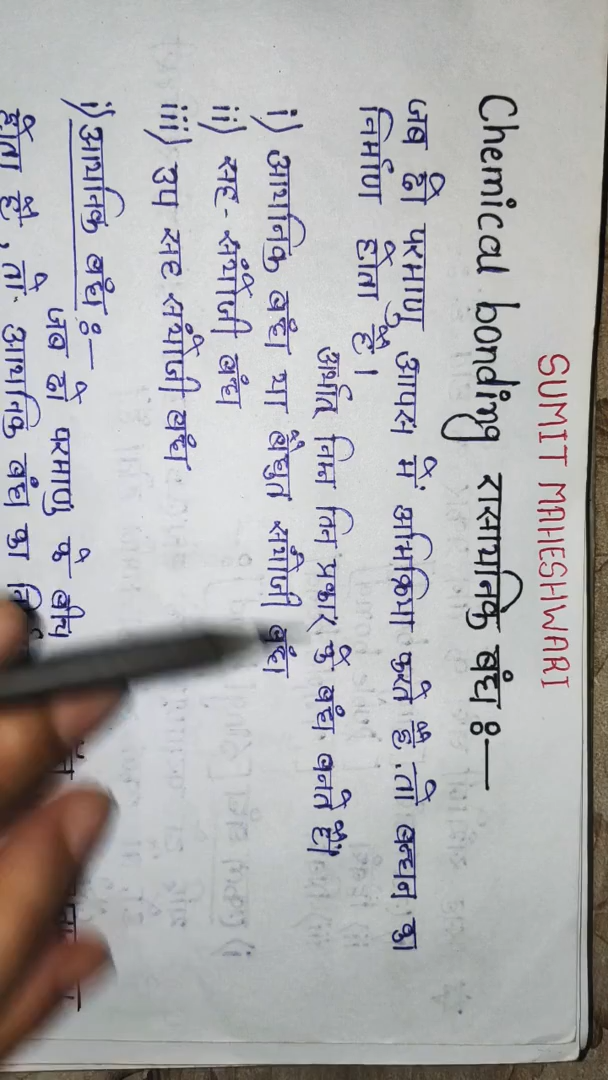 SUMIT MAHESHWARI
Chemical bonding रासायनिक बंध :—
जब दो परमाणु आपस में अभिक्रिया करते है, तो बन्धन का
निर्माण होता है।
अर्थात् निम्न तिन प्रकार के बंध बनते है।
i) आयनिक बंध या वैद्युत संयोजी बंध
ii) सह-संयोजी बंध
iii) उप सह संयोजी बंध
i) आयनिक बंध :—
जब दो परमाणु के बीच
होता है, तो आयनिक बंध का